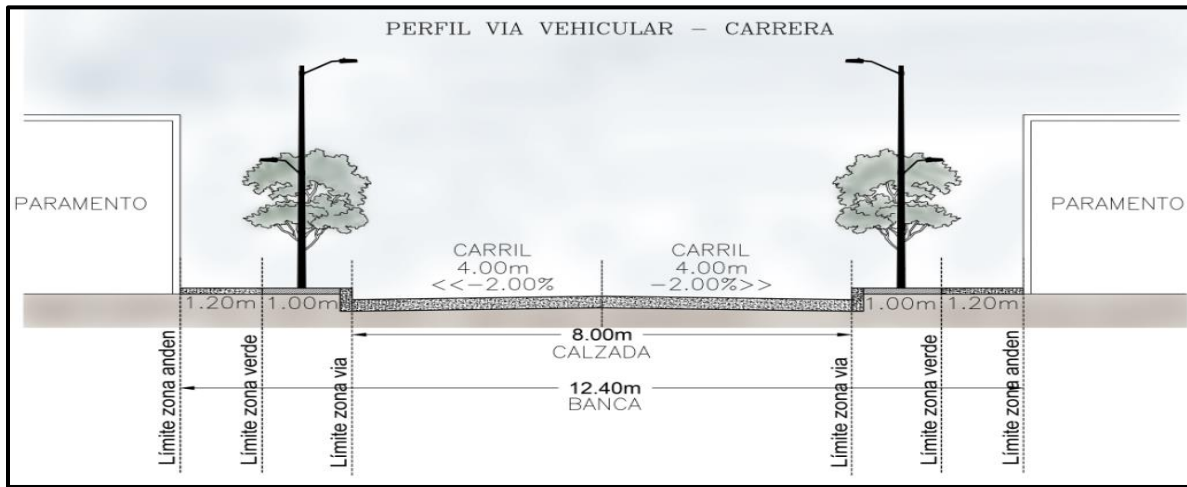 PERFIL VIA VEHICULAR – CARRERA
PARAMENTO
PARAMENTO
CARRIL
4.00m
<<-2.00%
CARRIL
4.00m
-2.00%>>
1.20m
1.00m
1.00m
1.20m
8.00m
CALZADA
12.40m
BANCA
Límite zona anden
Límite zona verde
Límite zona via
Límite zona via
Límite zona verde
Límite zona anden